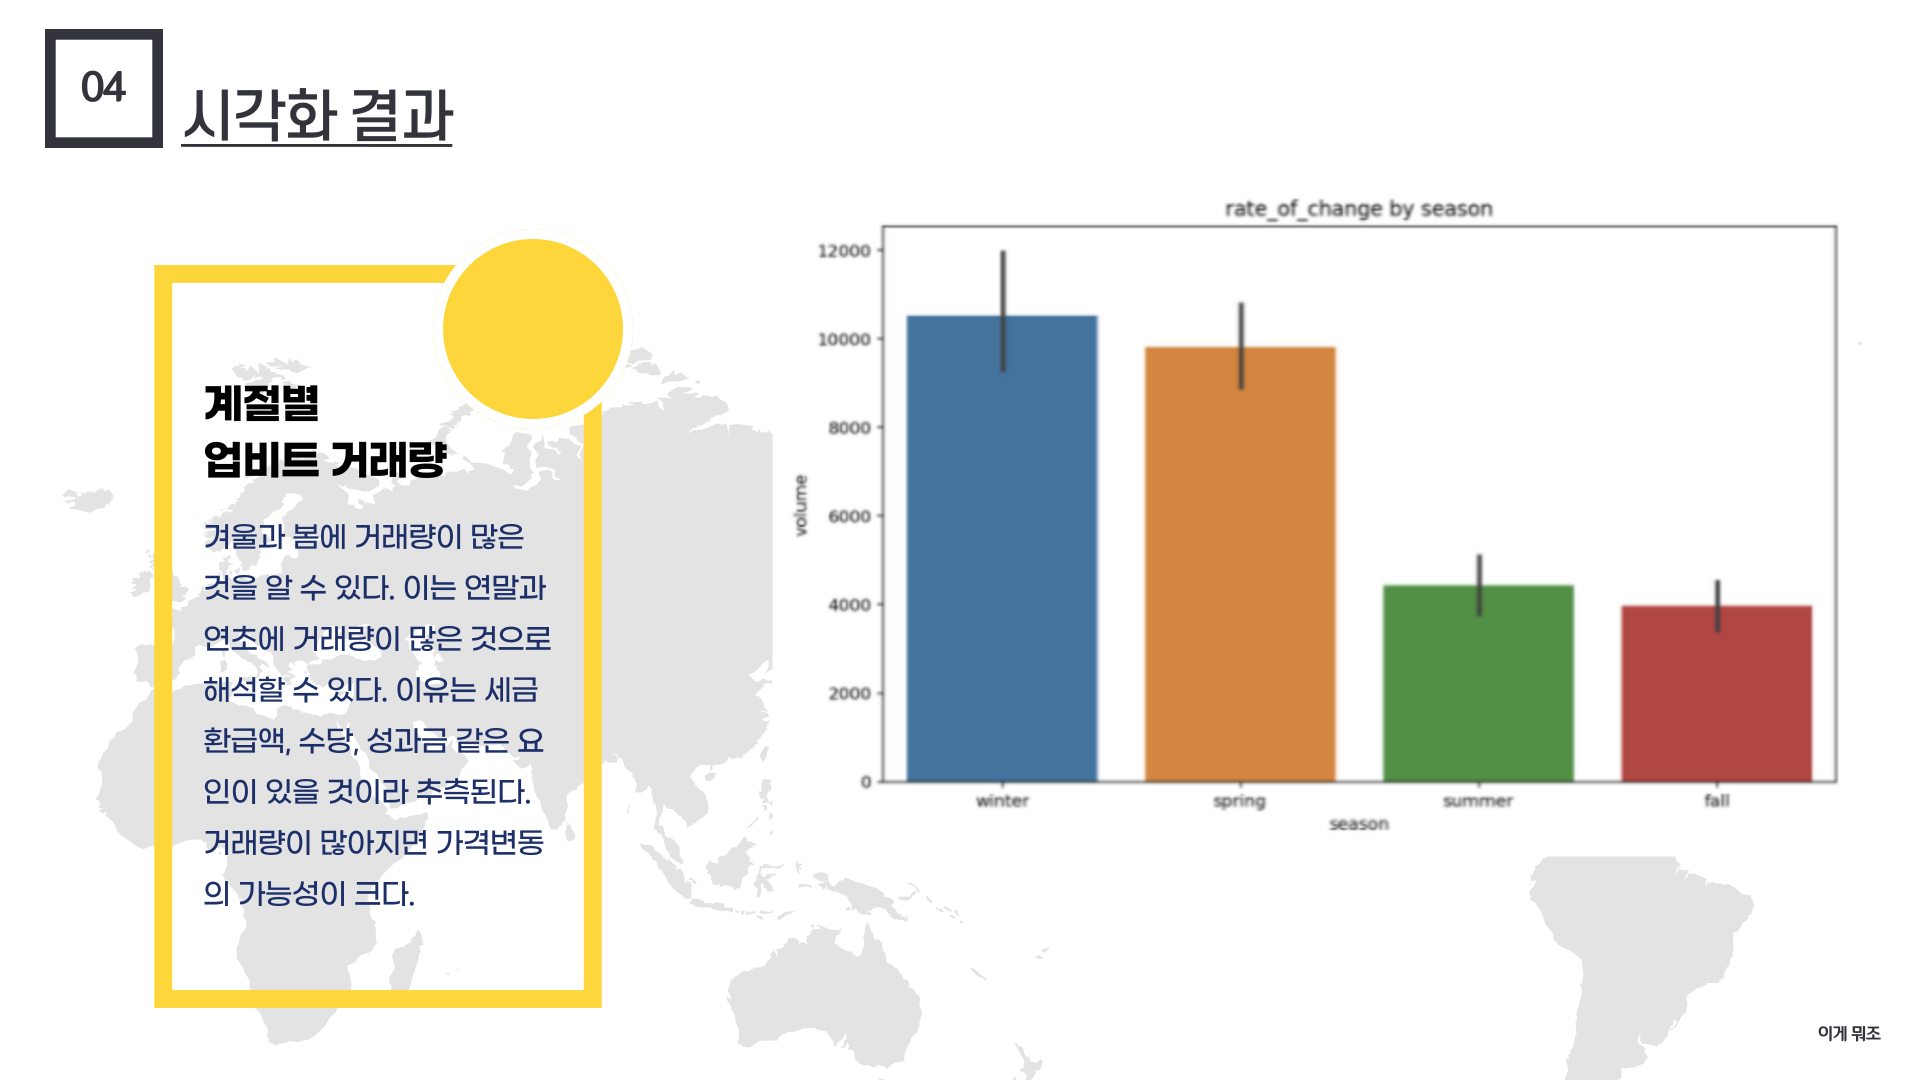 04
시각화 결과
계절별
업비트 거래량
겨울과 봄에 거래량이 많은
것을 알 수 있다. 이는 연말과
연초에 거래량이 많은 것으로
해석할 수 있다. 이유는 세금
환급액, 수당, 성과금 같은 요
인이 있을 것이라 추측된다.
거래량이 많아지면 가격변동
의 가능성이 크다.
rate_of_change by season
12000
10000
8000
6000
4000
2000
0
volume
winter spring summer fall
season
이게 뭐조